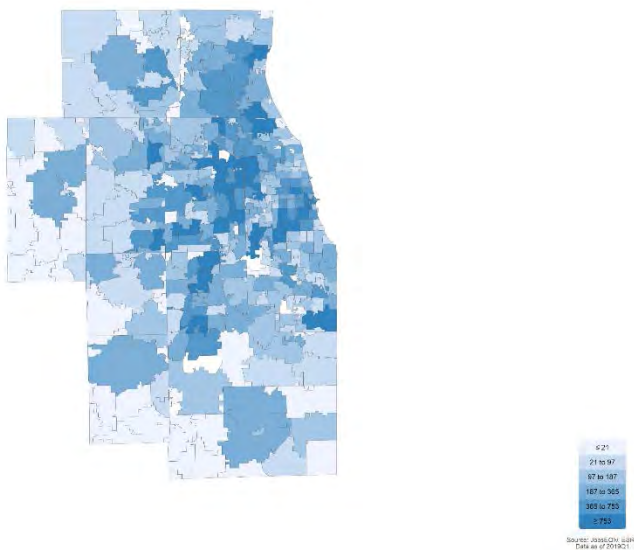 ≤ 21
21 to 97
97 to 187
187 to 365
365 to 753
≥ 753
Source:
Data as of 2019Q1